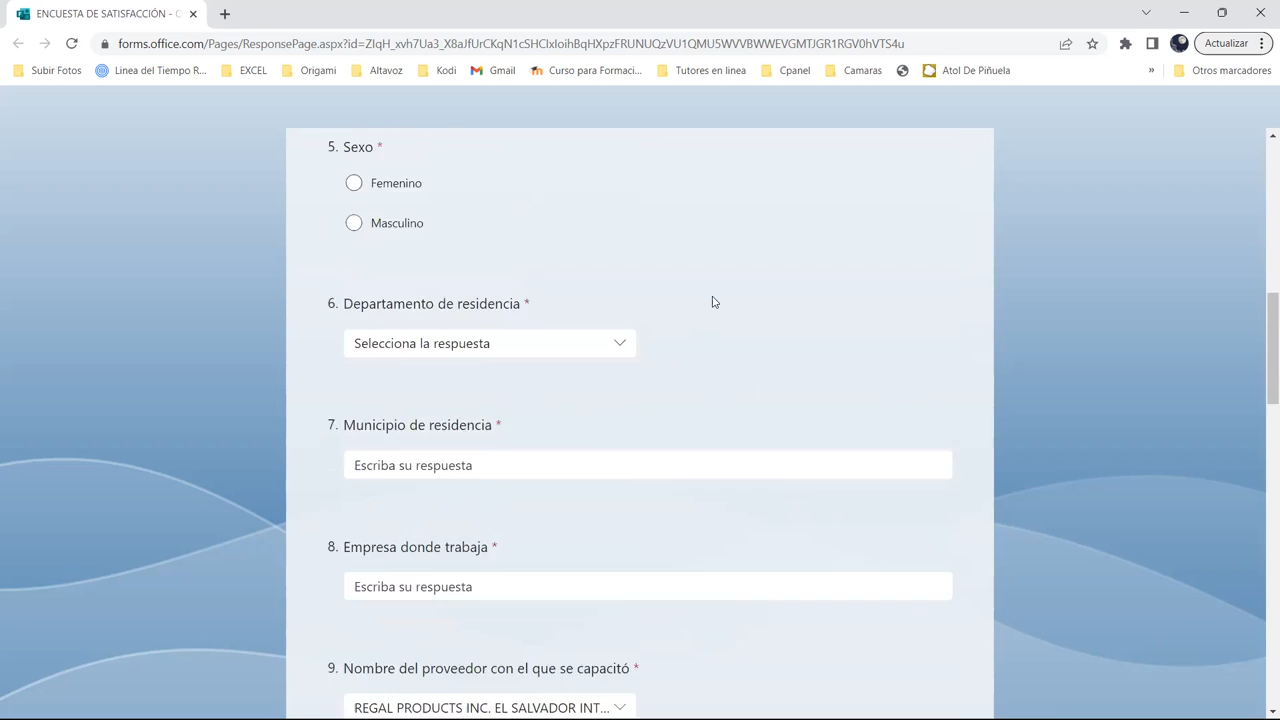 ENCUESTA DE SATISFACCIÓN - G
forms.office.com/Pages/ResponsePage.aspx?id=ZIqH_xvh7Ua3_X8aJfUCKqN1cSHClxIoihBqHXpzFRUNUQzVU1QMU5WVVBWWEVGMTJGR1RGV0hVTS4u
Actualizar
Subir Fotos
Linea del Tiempo R...
EXCEL
Origami
Altavoz
Kodi
Gmail
Curso para Formaci...
Tutores en linea
Cpanel
Camaras
Atol De Piñuela
»
Otros marcadores
5. Sexo *
Femenino
Masculino
6. Departamento de residencia *
Selecciona la respuesta
7. Municipio de residencia *
Escriba su respuesta
8. Empresa donde trabaja *
Escriba su respuesta
9. Nombre del proveedor con el que se capacitó *
REGAL PRODUCTS INC. EL SALVADOR INT...